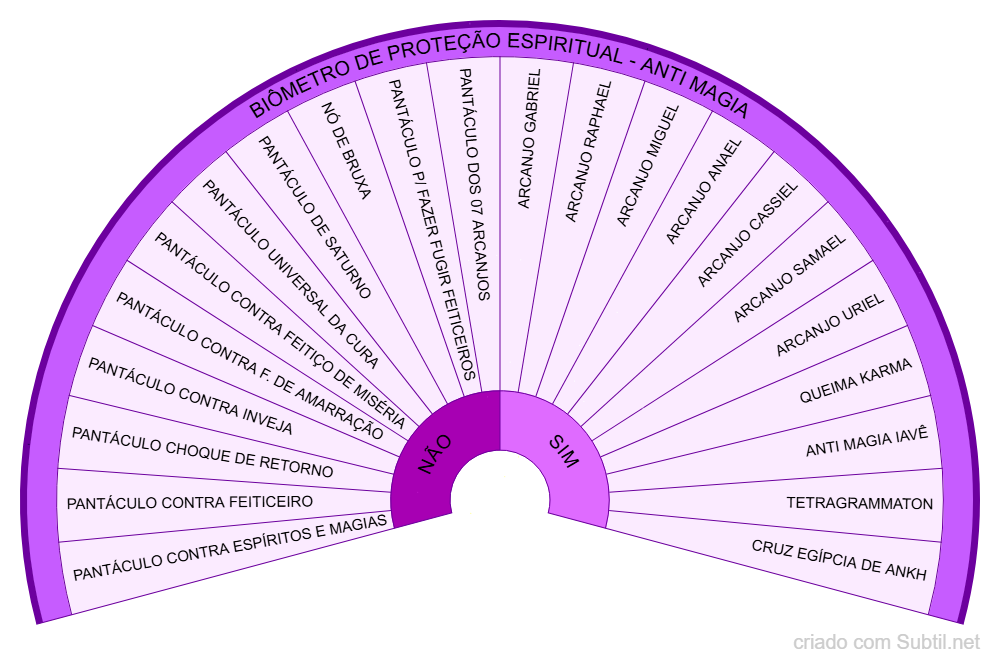 BIÔMETRO DE PROTEÇÃO ESPIRITUAL - ANTI MAGIA
PANTÁCULO CONTRA ESPÍRITOS E MAGIAS
PANTÁCULO CONTRA FEITICEIRO
PANTÁCULO CHOQUE DE RETORNO
PANTÁCULO CONTRA INVEJA
PANTÁCULO CONTRA F. DE AMARRAÇÃO
PANTÁCULO CONTRA FEITIÇO DE MISÉRIA
PANTÁCULO UNIVERSAL DA CURA
PANTÁCULO DE SATURNO
NÓ DE BRUXA
PANTÁCULO P/ FAZER FUGIR FEITICEIROS
PANTÁCULO DOS 07 ARCANJOS
ARCANJO GABRIEL
ARCANJO RAPHAEL
ARCANJO MIGUEL
ARCANJO ANAEL
ARCANJO CASSIEL
ARCANJO SAMAEL
ARCANJO URIEL
QUEIMA KARMA
ANTI MAGIA IAVÊ
TETRAGRAMMATON
CRUZ EGÍPCIA DE ANKH
NÃO
SIM
criado com Subtil.net